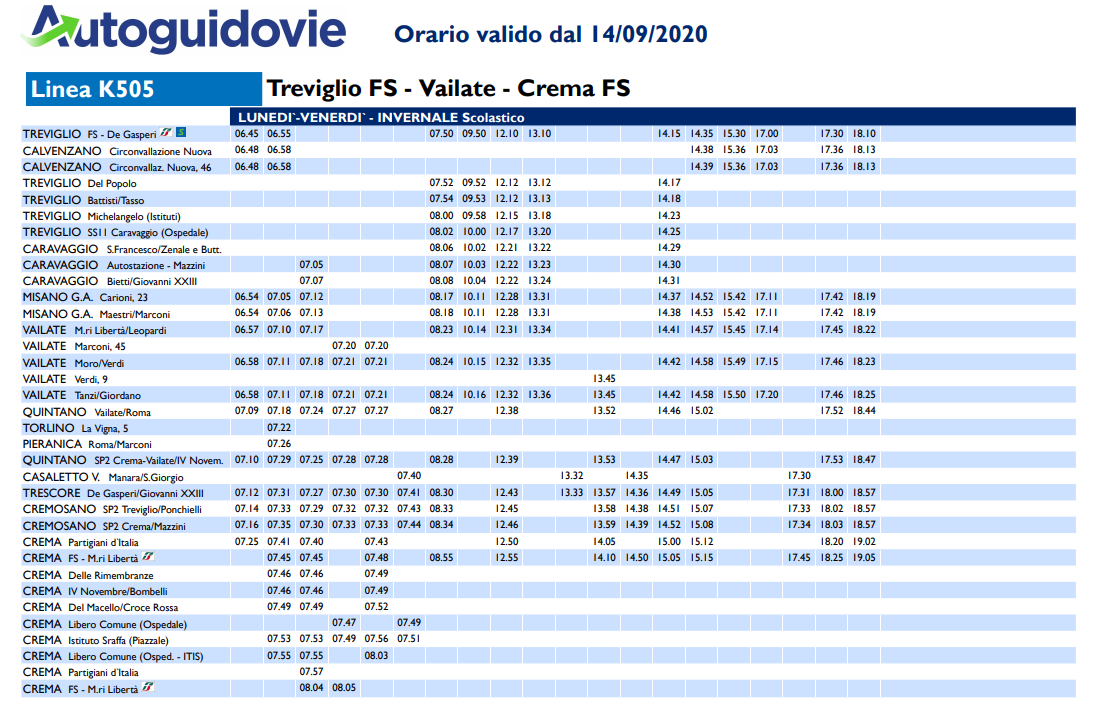 Autoguidovie
Orario valido dal 14/09/2020
Linea K505 Treviglio FS - Vailate - Crema FS
LUNEDI`-VENERDI` - INVERNALE Scolastico
TREVIGLIO FS - De Gasperi S 06.45 06.55 07.50 09.50 12.10 13.10 14.15 14.35 15.30 17.00 17.30 18.10
CALVENZANO Circonvallazione Nuova 06.48 06.58 14.38 15.36 17.03 17.36 18.13
CALVENZANO Circonvallaz. Nuova, 46 06.48 06.58 14.39 15.36 17.03 17.36 18.13
TREVIGLIO Del Popolo 07.52 09.52 12.12 13.12 14.17
TREVIGLIO Battisti/Tasso 07.54 09.53 12.12 13.13 14.18
TREVIGLIO Michelangelo (Istituti) 08.00 09.58 12.15 13.18 14.23
TREVIGLIO SS11 Caravaggio (Ospedale) 08.02 10.00 12.17 13.20 14.25
CARAVAGGIO S.Francesco/Zenale e Butt. 08.06 10.02 12.21 13.22 14.29
CARAVAGGIO Autostazione - Mazzini 07.05 08.07 10.03 12.22 13.23 14.30
CARAVAGGIO Bietti/Giovanni XXIII 07.07 08.08 10.04 12.22 13.24 14.31
MISANO G.A. Carioni, 23 06.54 07.05 07.12 08.17 10.11 12.28 13.31 14.37 14.52 15.42 17.11 17.42 18.19
MISANO G.A. Maestri/Marconi 06.54 07.06 07.13 08.18 10.11 12.28 13.31 14.38 14.53 15.42 17.11 17.42 18.19
VAILATE M.ri Libertà/Leopardi 06.57 07.10 07.17 08.23 10.14 12.31 13.34 14.41 14.57 15.45 17.14 17.45 18.22
VAILATE Marconi, 45 07.20 07.20
VAILATE Moro/Verdi 06.58 07.11 07.18 07.21 07.21 08.24 10.15 12.32 13.35 14.42 14.58 15.49 17.15 17.46 18.23
VAILATE Verdi, 9 13.45
VAILATE Tanzi/Giordano 06.58 07.11 07.18 07.21 07.21 08.24 10.16 12.32 13.36 13.45 14.42 14.58 15.50 17.20 17.46 18.25
QUINTANO Vailate/Roma 07.09 07.18 07.24 07.27 07.27 08.27 12.38 13.52 14.46 15.02 17.52 18.44
TORLINO La Vigna, 5 07.22
PIERANICA Roma/Marconi 07.26
QUINTANO SP2 Crema-Vailate/IV Novem. 07.10 07.29 07.25 07.28 07.28 08.28 12.39 13.53 14.47 15.03 17.53 18.47
CASALETTO V. Manara/S.Giorgio 07.40 13.32 14.35 17.30
TRESCORE De Gasperi/Giovanni XXIII 07.12 07.31 07.27 07.30 07.30 07.41 08.30 12.43 13.33 13.57 14.36 14.49 15.05 17.31 18.00 18.57
CREMOSANO SP2 Treviglio/Ponchielli 07.14 07.33 07.29 07.32 07.32 07.43 08.33 12.45 13.58 14.38 14.51 15.07 17.33 18.02 18.57
CREMOSANO SP2 Crema/Mazzini 07.16 07.35 07.30 07.33 07.33 07.44 08.34 12.46 13.59 14.39 14.52 15.08 17.34 18.03 18.57
CREMA Partigiani d'Italia 07.25 07.41 07.40 07.43 12.50 14.05 15.00 15.12 18.20 19.02
CREMA FS - M.ri Libertà 07.45 07.45 07.48 08.55 12.55 14.10 14.50 15.05 15.15 17.45 18.25 19.05
CREMA Delle Rimembranze 07.46 07.46 07.49
CREMA IV Novembre/Bombelli 07.46 07.46 07.49
CREMA Del Macello/Croce Rossa 07.49 07.49 07.52
CREMA Libero Comune (Ospedale) 07.47 07.49
CREMA Istituto Sraffa (Piazzale) 07.53 07.53 07.49 07.56 07.51
CREMA Libero Comune (Osped. - ITIS) 07.55 07.55 08.03
CREMA Partigiani d'Italia 07.57
CREMA FS - M.ri Libertà 08.04 08.05